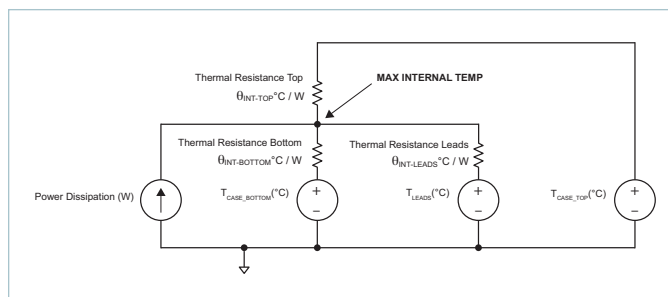 Thermal Resistance Top
θINT-TOP°C / W
MAX INTERNAL TEMP
Thermal Resistance Bottom
θINT-BOTTOM°C / W
Thermal Resistance Leads
θINT-LEADS°C / W
Power Dissipation (W)
TCASE_BOTTOM(°C)
+
–
TLEADS(°C)
+
–
TCASE_TOP(°C)
+
–